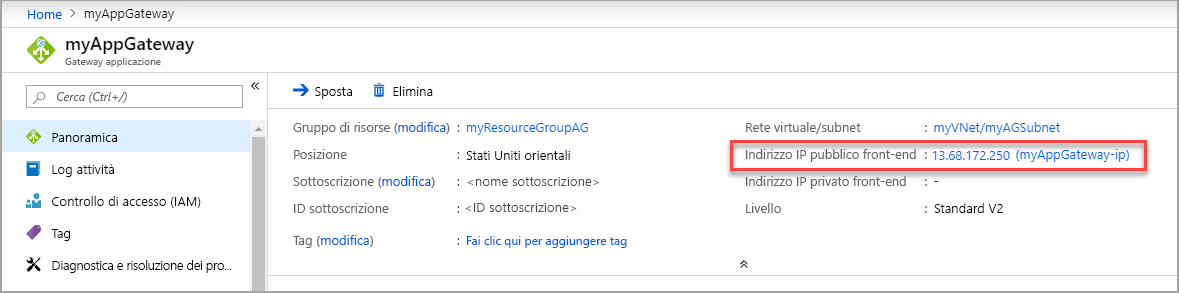 Home > myAppGateway
myAppGateway
Gateway applicazione
Cerca (Ctrl+/)
«
Panoramica
Log attività
Controllo di accesso (IAM)
Tag
Diagnostica e risoluzione dei pro...
Sposta Elimina
Gruppo di risorse (modifica) : myResourceGroupAG
Posizione : Stati Uniti orientali
Sottoscrizione (modifica) : <nome sottoscrizione>
ID sottoscrizione : <ID sottoscrizione>
Tag (modifica) : Fai clic qui per aggiungere tag
Rete virtuale/subnet : myVNet/myAGSubnet
Indirizzo IP pubblico front-end : 13.68.172.250 (myAppGateway-ip)
Indirizzo IP privato front-end : -
Livello : Standard V2